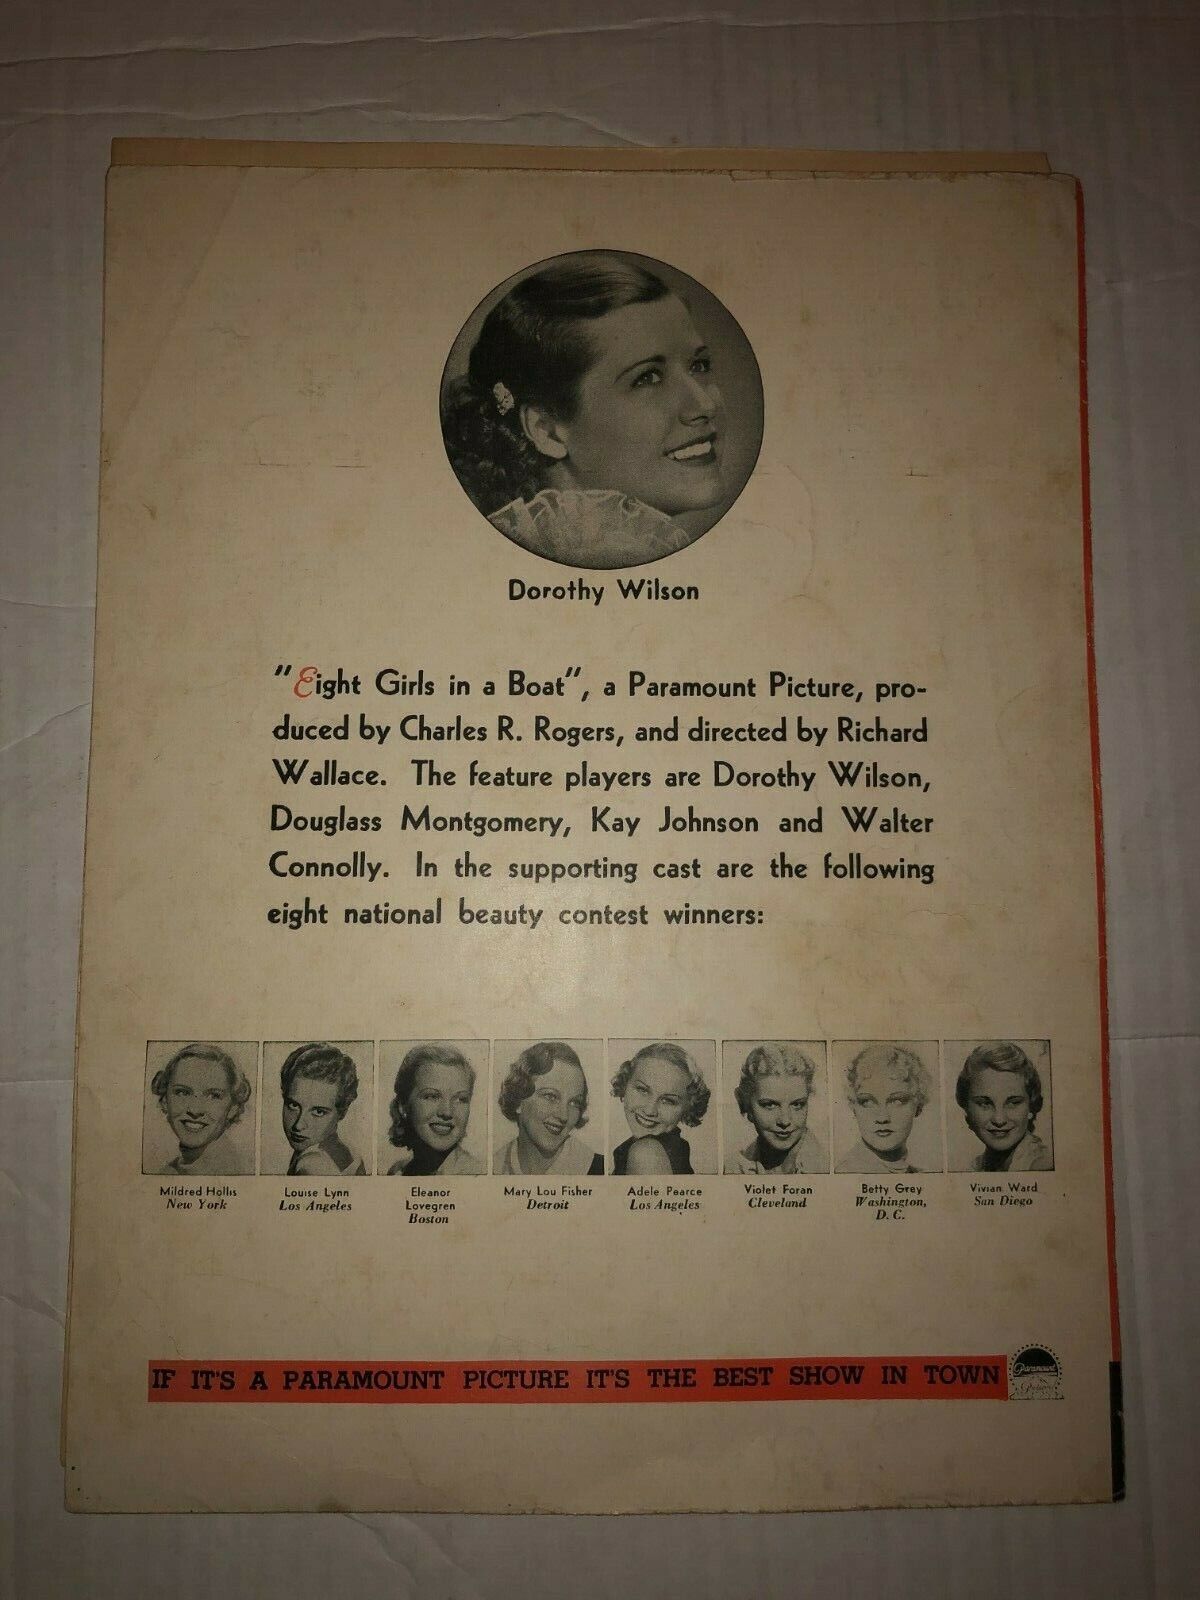 Dorothy Wilson
"Eight Girls in a Boat", a Paramount Picture, pro-
duced by Charles R. Rogers, and directed by Richard
Wallace. The feature players are Dorothy Wilson,
Douglass Montgomery, Kay Johnson and Walter
Connolly. In the supporting cast are the following
eight national beauty contest winners:
Mildred Hollis
New York
Louise Lynn
Los Angeles
Eleanor
Lovegren
Boston
Mary Lou Fisher
Detroit
Adele Pearce
Los Angeles
Violet Foran
Cleveland
Betty Grey
Washington,
D. C.
Vivian Ward
San Diego
IF IT'S A PARAMOUNT PICTURE IT'S THE BEST SHOW IN TOWN
Paramount
Pictures